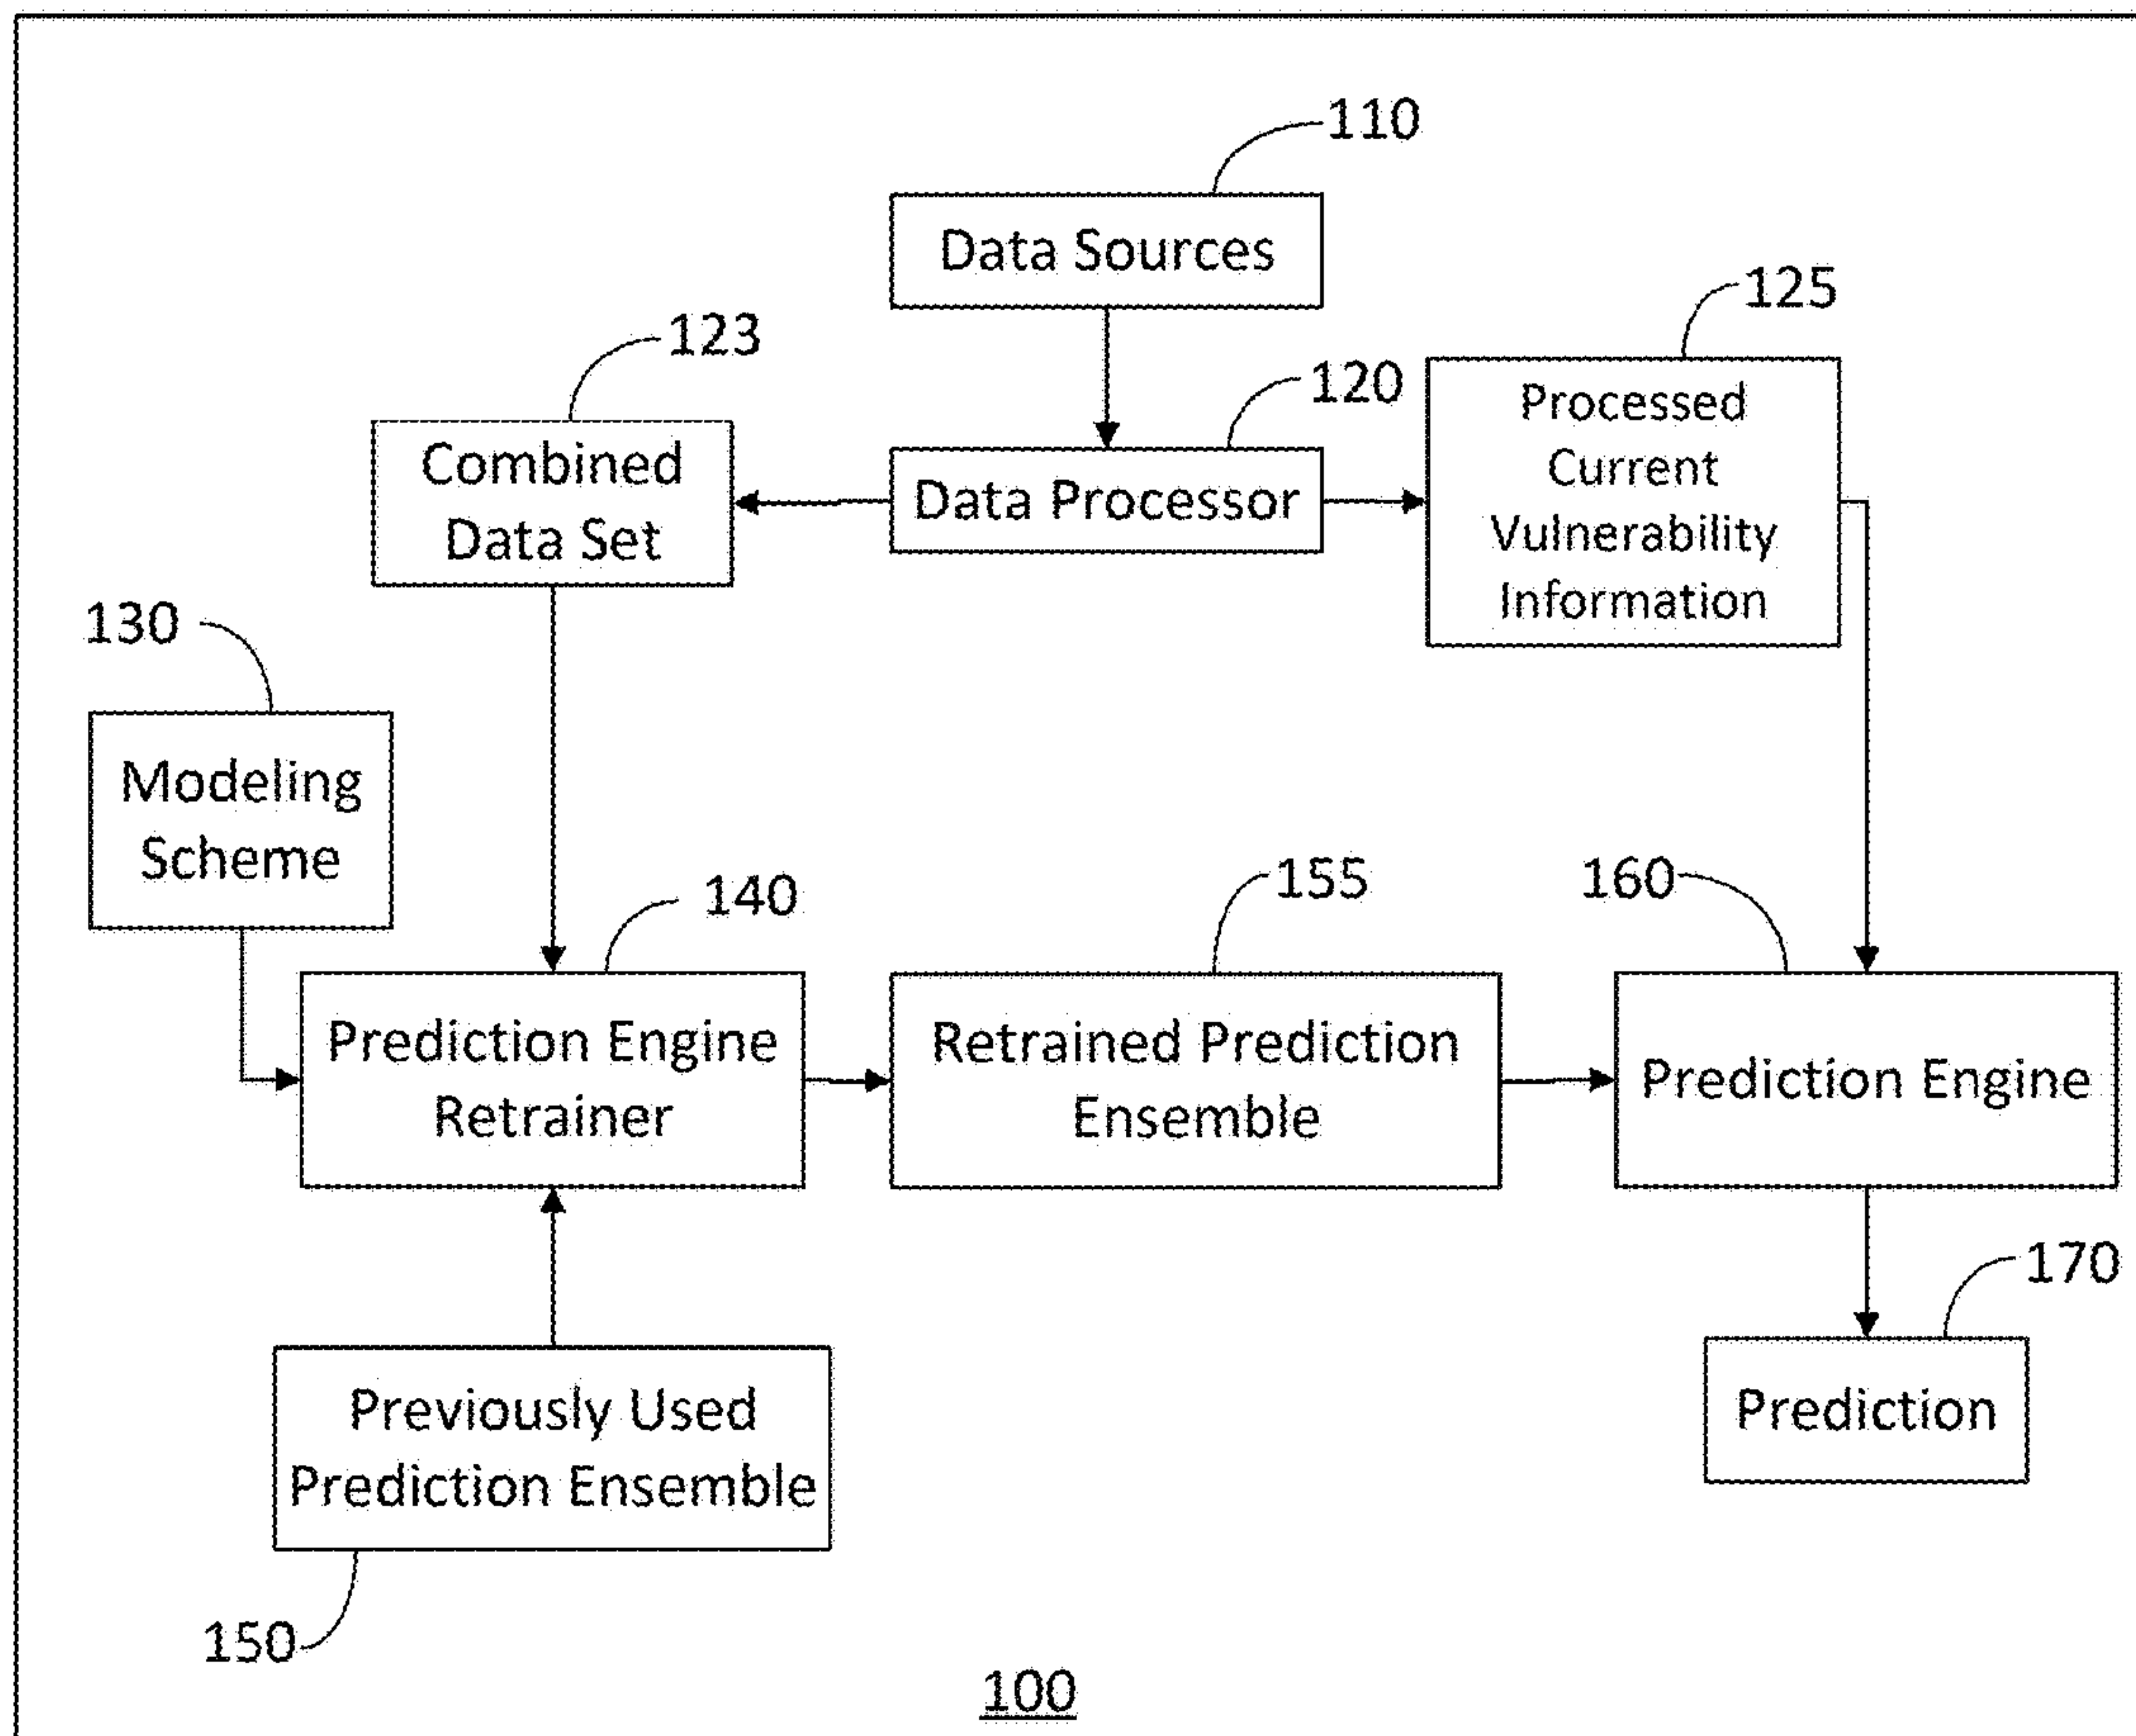 110
Data Sources
125
123
120
Processed
Current
Vulnerability
Information
Combined
Data Set
Data Processor
130
Modeling
Scheme
140
155
160
Prediction Engine
Retrainer
Retrained Prediction
Ensemble
Prediction Engine
170
Previously Used
Prediction Ensemble
Prediction
150
100